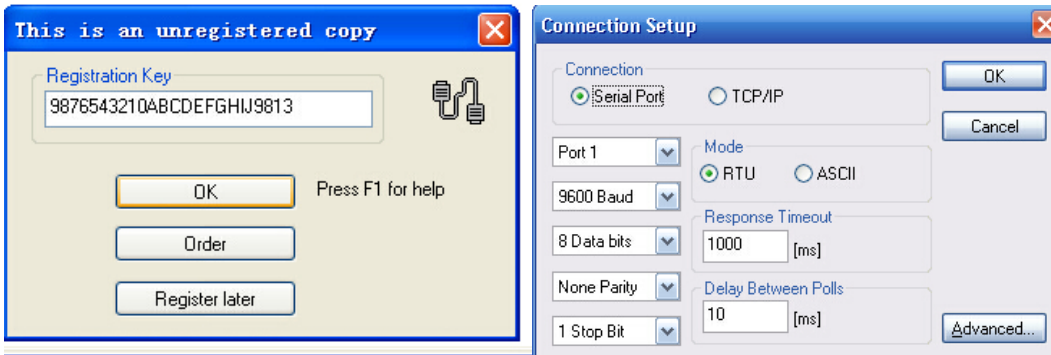 This is an unregistered copy
Registration Key
9876543210ABCDEFGHIJ9813
OK
Press F1 for help
Order
Register later
Connection Setup
Connection
Serial Port
TCP/IP
OK
Cancel
Port 1
Mode
RTU
ASCII
9600 Baud
Response Timeout
8 Data bits
1000
[ms]
None Parity
Delay Between Polls
10
[ms]
1 Stop Bit
Advanced...